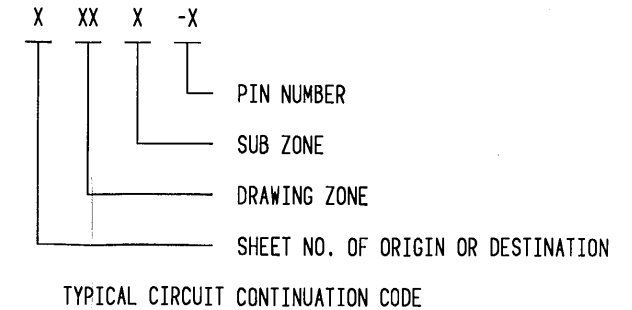 X XX X -X
PIN NUMBER
SUB ZONE
DRAWING ZONE
SHEET NO. OF ORIGIN OR DESTINATION
TYPICAL CIRCUIT CONTINUATION CODE